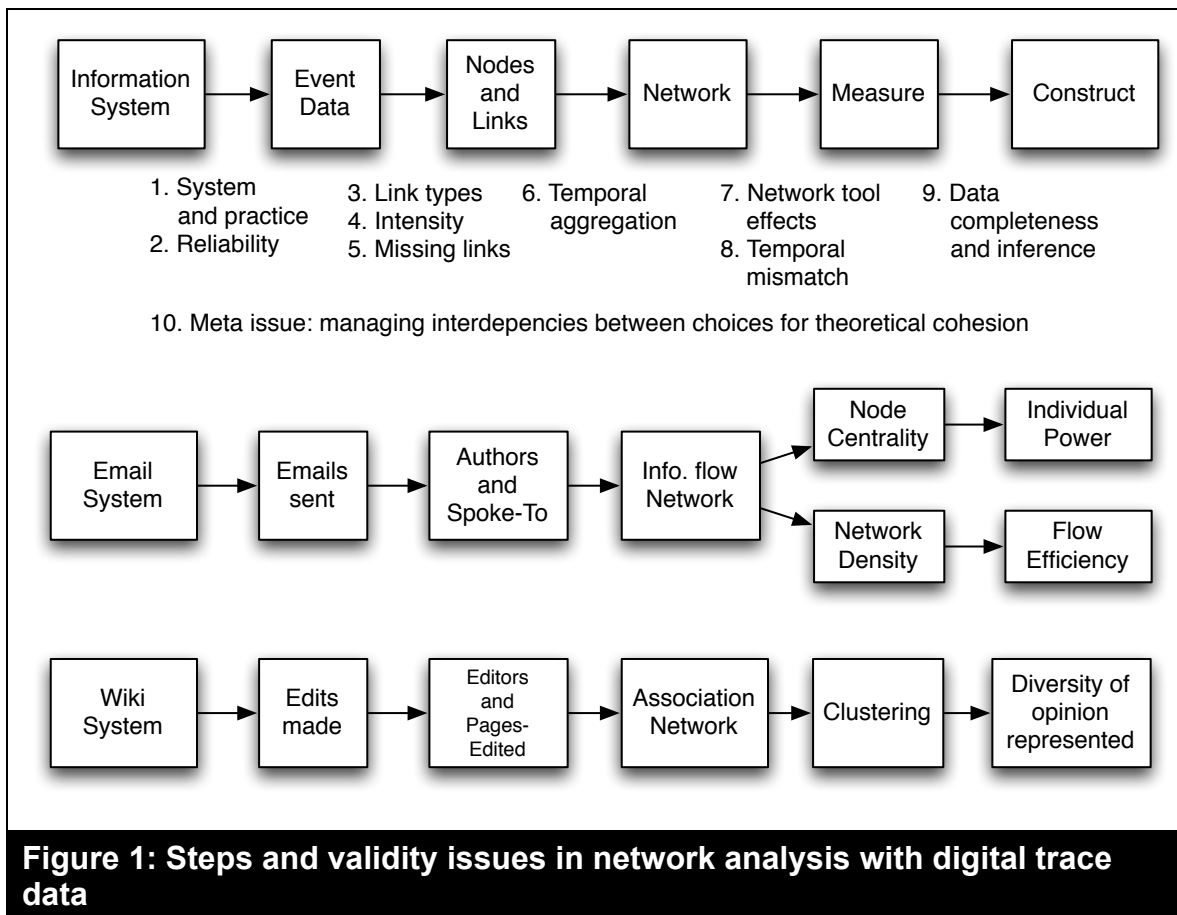 Information
System
Event
Data
Nodes
and
Links
Network
Measure
Construct
1. System
and practice
2. Reliability
3. Link types
4. Intensity
5. Missing links
6. Temporal
aggregation
7. Network tool
effects
8. Temporal
mismatch
9. Data
completeness
and inference
10. Meta issue: managing interdepencies between choices for theoretical cohesion
Email
System
Emails
sent
Authors
and
Spoke-To
Info. flow
Network
Node
Centrality
Individual
Power
Network
Density
Flow
Efficiency
Wiki
System
Edits
made
Editors
and
Pages-
Edited
Association
Network
Clustering
Diversity of
opinion
represented
Figure 1: Steps and validity issues in network analysis with digital trace
data